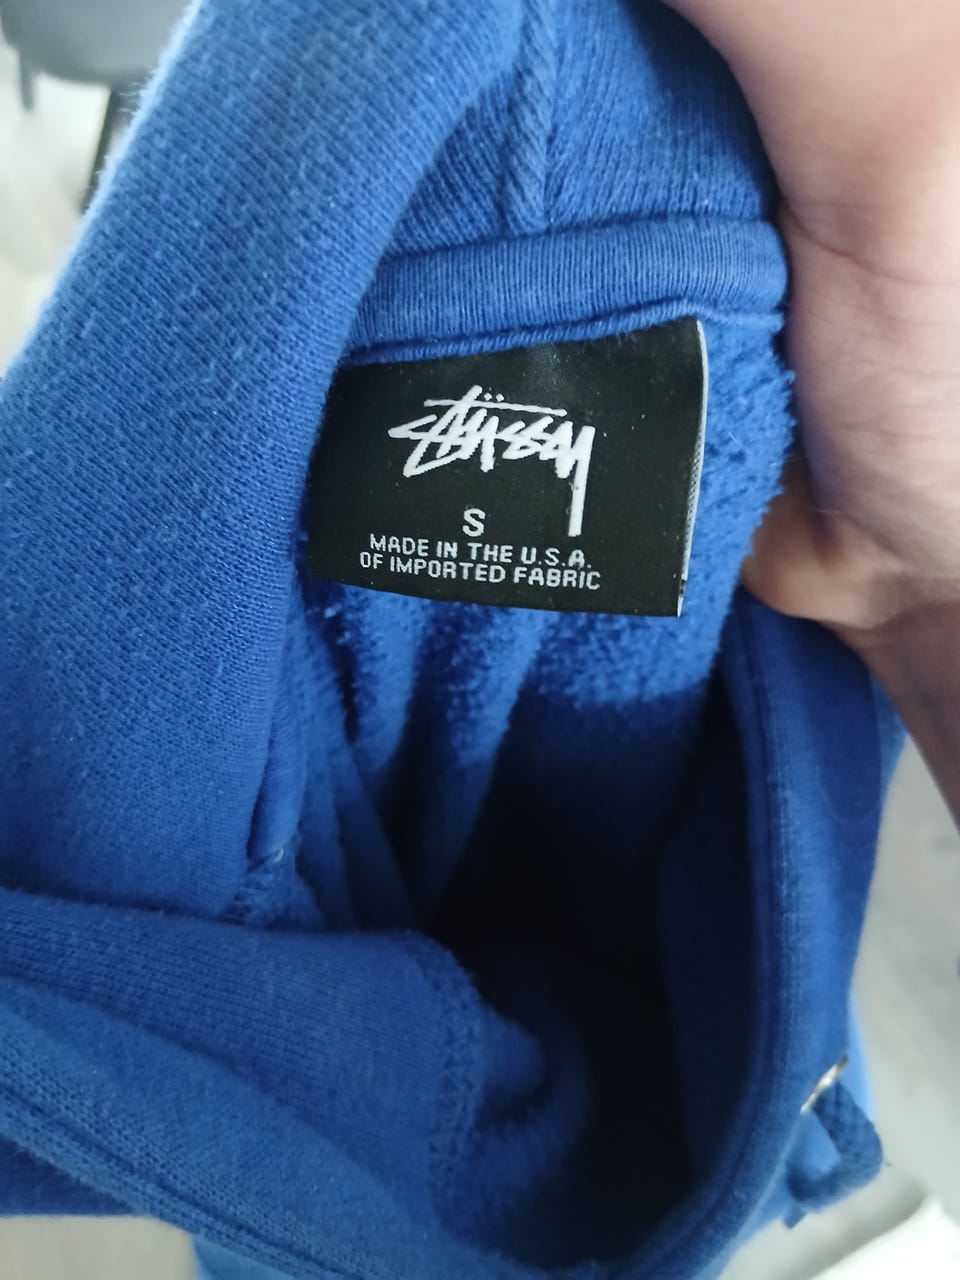 Stüssy
S
MADE IN THE U.S.A.
OF IMPORTED FABRIC